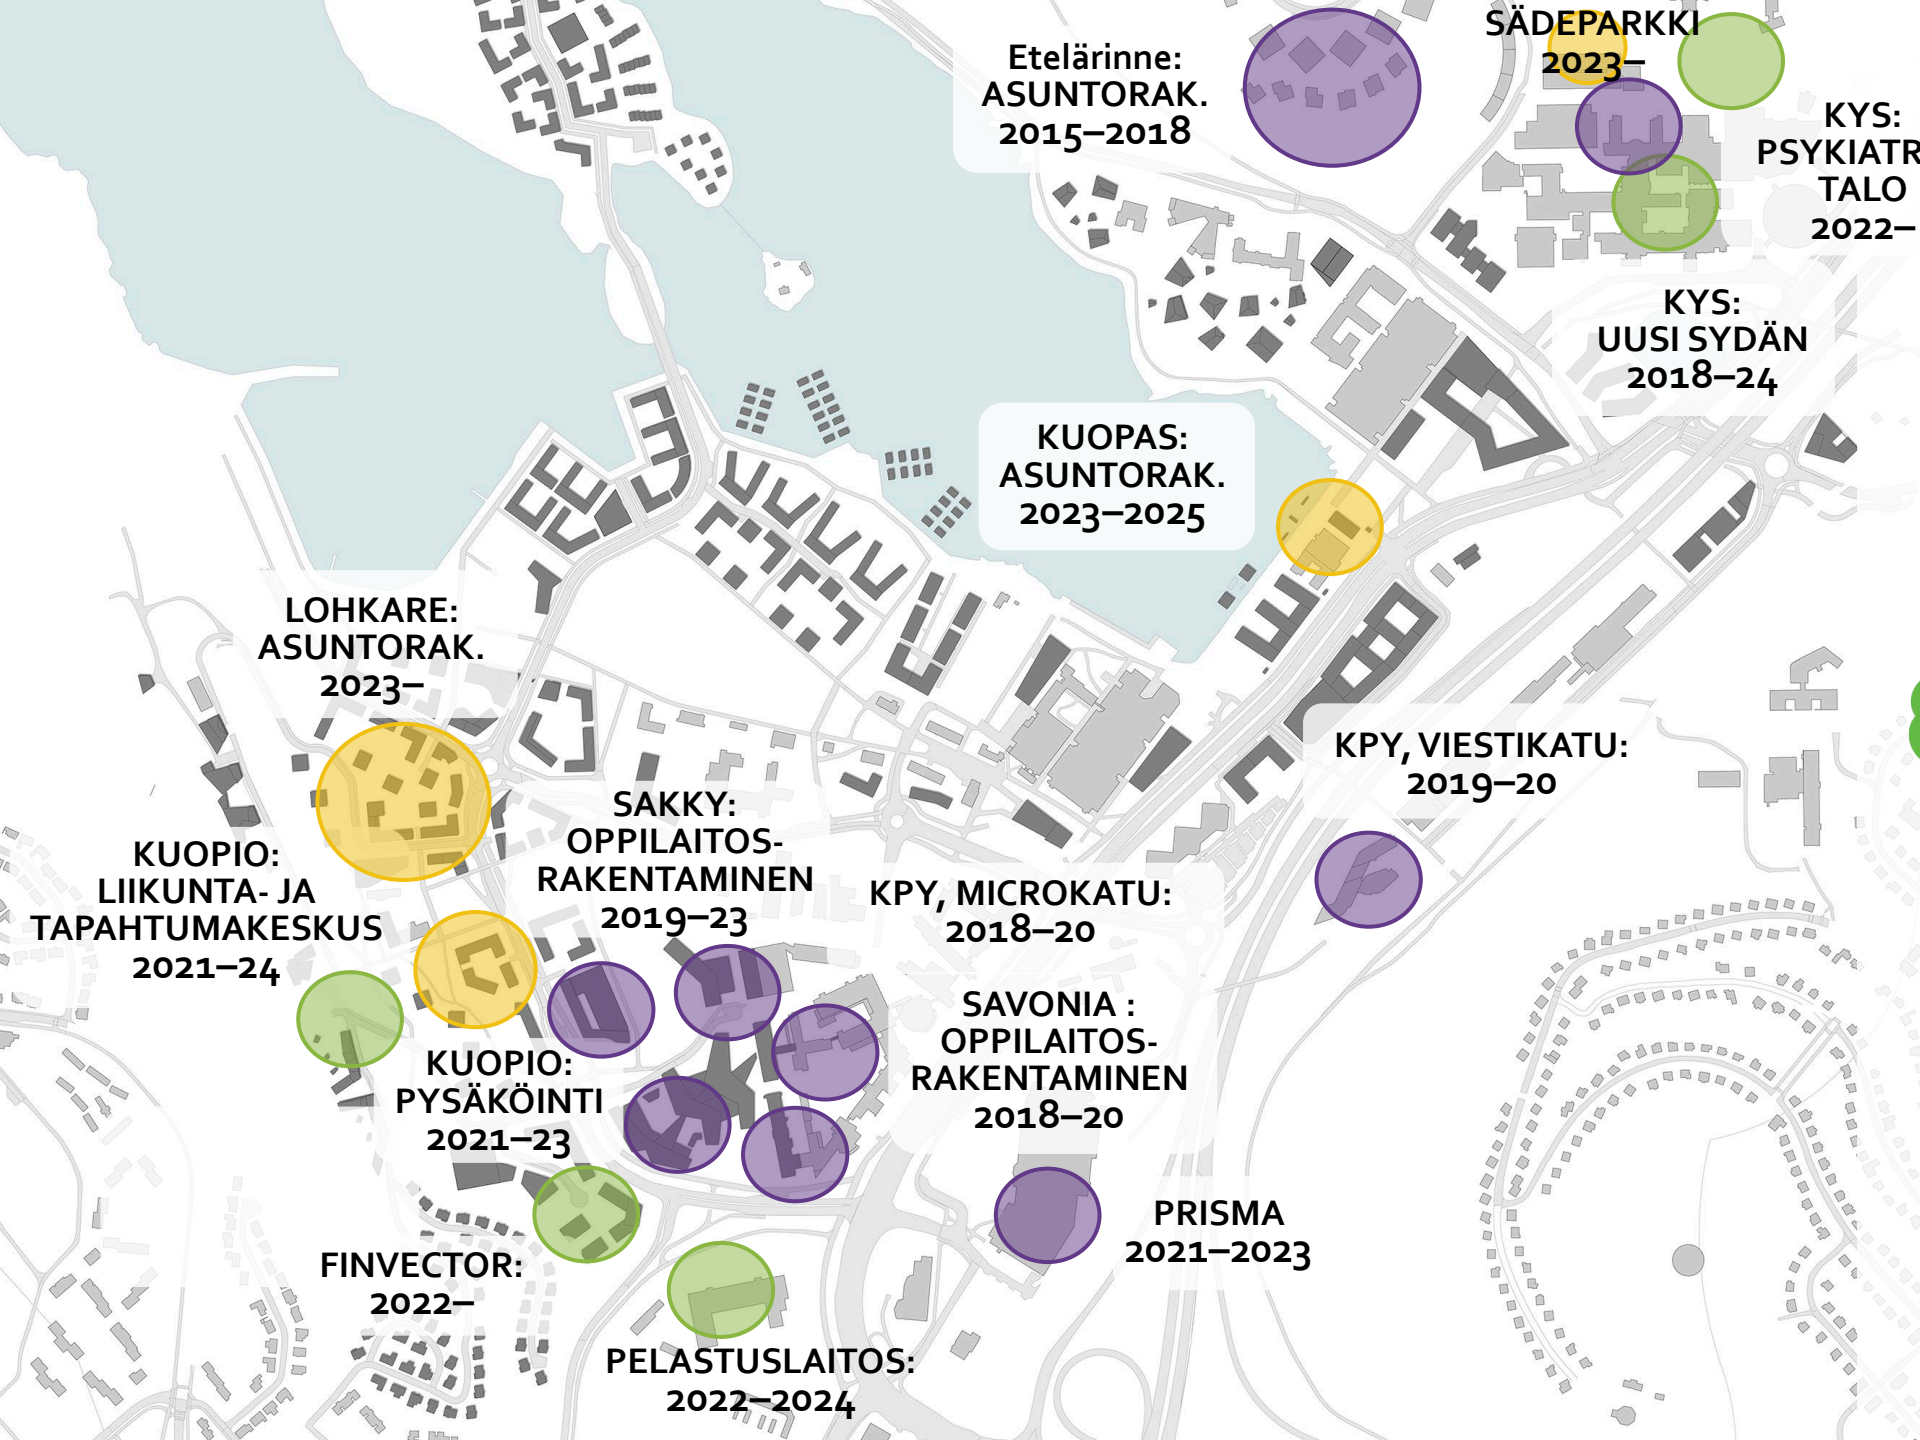 SÄDEPARKKI
2023–
Etelärinne:
ASUNTORAK.
2015–2018
KYS:
PSYKIATR
TALO
2022–
KYS:
UUSI SYDÄN
2018–24
KUOPAS:
ASUNTORAK.
2023–2025
LOHKARE:
ASUNTORAK.
2023–
KPY, VIESTIKATU:
2019–20
SAKKY:
OPPILAITOS-
RAKENTAMINEN
2019–23
KUOPIO:
LIIKUNTA- JA
TAPAHTUMAKESKUS
2021–24
KPY, MICROKATU:
2018–20
SAVONIA :
OPPILAITOS-
RAKENTAMINEN
2018–20
KUOPIO:
PYSÄKÖINTI
2021–23
PRISMA
2021–2023
FINVECTOR:
2022–
PELASTUSLAITOS:
2022–2024